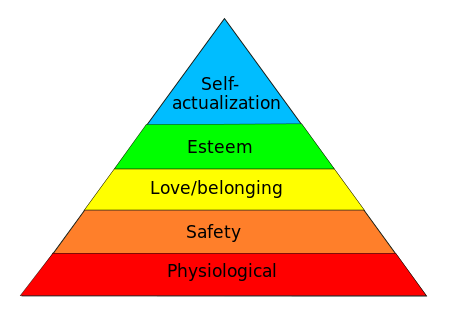 Self-
actualization
Esteem
Love/belonging
Safety
Physiological